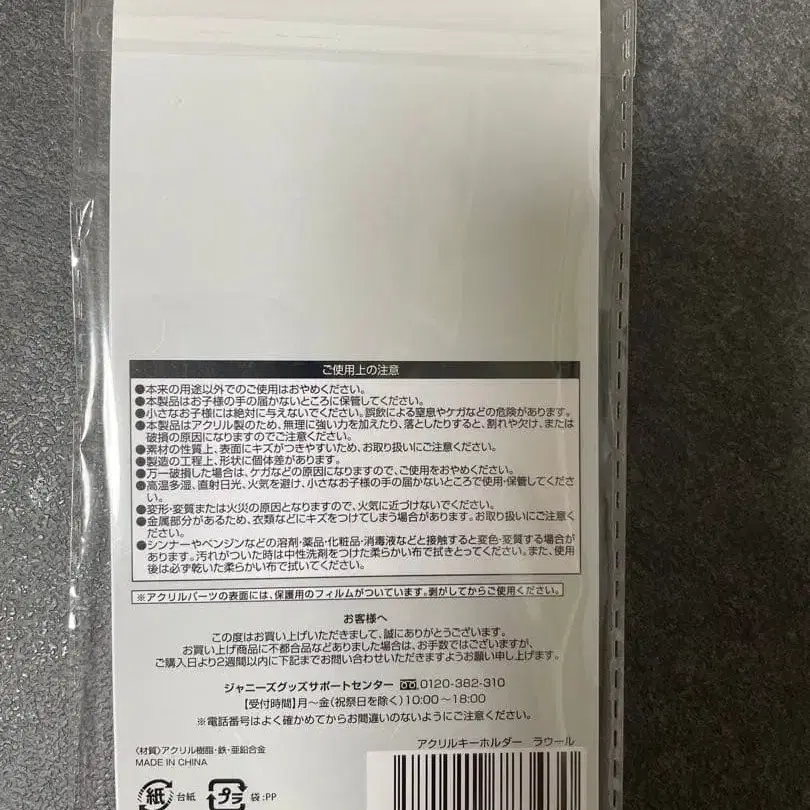 ご使用上の注意
●本来の用途以外でのご使用はおやめください。
●本製品はお子様の手の届かないところに保管してください。
●小さなお子様には絶対に与えないでください。誤飲による窒息やケガなどの危険があります。
●本製品はアクリル製のため、無理に強い力を加えたり、落としたりすると、割れや欠け、または
破損の原因になりますのでご注意ください。
●素材の性質上、表面にキズがつきやすいため、お取り扱いにご注意ください。
●製造の工程上、形状に個体差があります。
●万一破損した場合は、ケガなどの原因になりますので、ご使用をおやめください。
●高温多湿、直射日光、火気を避け、小さなお子様の手の届かないところで使用・保管してくださ
い。
●変形・変質または火災の原因となりますので、火気に近づけないでください。
●金属部分があるため、衣類などにキズをつけてしまう場合があります。お取り扱いにご注意く
ださい。
●シンナーやベンジンなどの溶剤・薬品・化粧品・消毒液などと接触すると変色・変質する場合が
あります。汚れがついた時は中性洗剤をつけた柔らかい布で拭きとってください。また、使用
後は必ず乾いた柔らかい布で拭いてください。
※アクリルパーツの表面には、保護用のフィルムがついています。剥がしてからご使用ください。
お客様へ
この度はお買い上げいただきまして、誠にありがとうございます。
お買い上げ商品に不都合品などありました場合は、お手数ではございますが、
ご購入日より2週間以内に下記までお問い合わせいただきますようお願い申し上げます。
ジャニーズグッズサポートセンター 0120-382-310
【受付時間】月〜金(祝祭日を除く)10:00〜18:00
※電話番号はよく確かめてからお間違いのないようにご注意ください。
アクリルキーホルダー ラウール
〈材質〉アクリル樹脂・鉄・亜鉛合金
MADE IN CHINA
紙 台紙 プラ 袋:PP